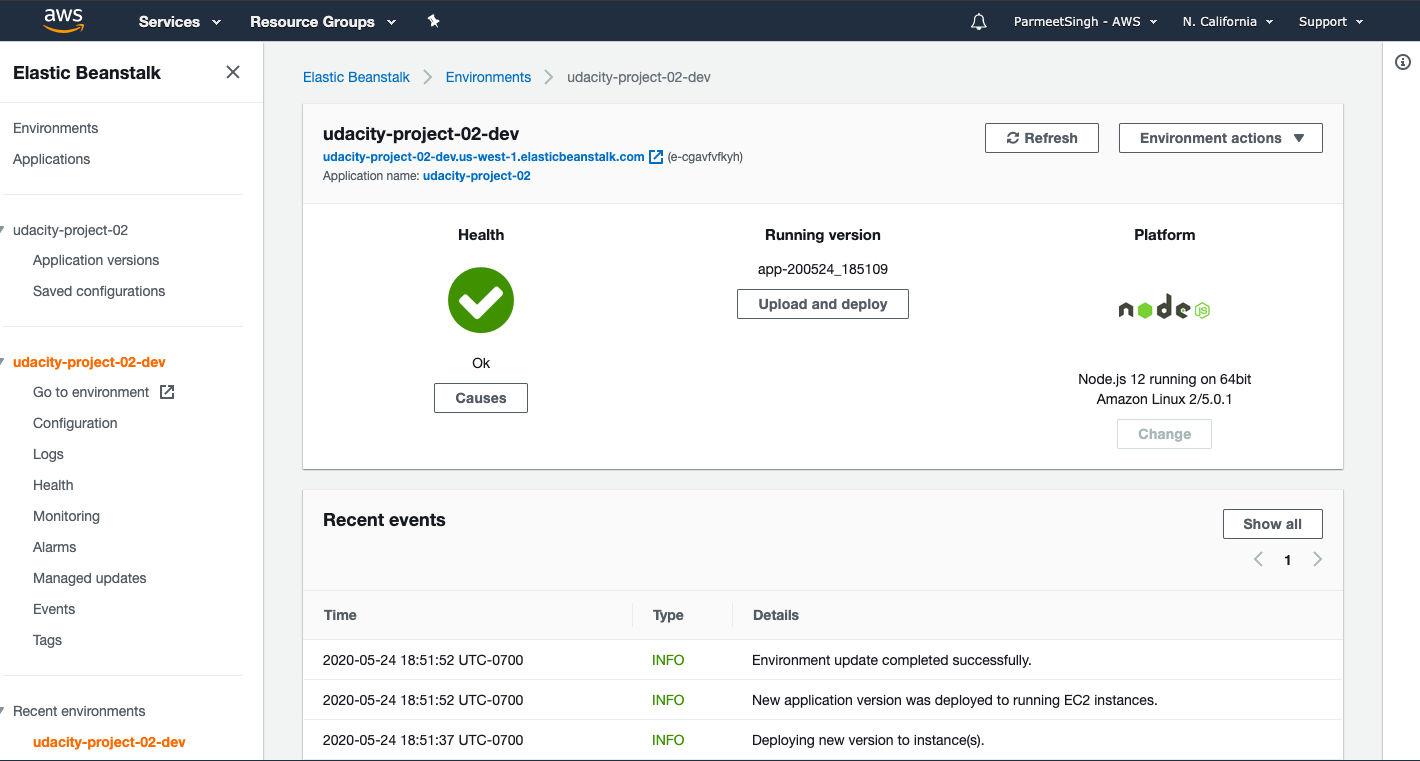 aws Services Resource Groups ParmeetSingh - AWS N. California Support
Elastic Beanstalk
Environments
Applications
udacity-project-02
Application versions
Saved configurations
udacity-project-02-dev
Go to environment
Configuration
Logs
Health
Monitoring
Alarms
Managed updates
Events
Tags
Recent environments
udacity-project-02-dev
Elastic Beanstalk Environments udacity-project-02-dev
udacity-project-02-dev
Refresh Environment actions
udacity-project-02-dev.us-west-1.elasticbeanstalk.com (e-cgavfvfkyh)
Application name: udacity-project-02
Health
Ok
Causes
Running version
app-200524_185109
Upload and deploy
Platform
node JS
Node.js 12 running on 64bit
Amazon Linux 2/5.0.1
Change
Recent events
Show all
1
Time Type Details
2020-05-24 18:51:52 UTC-0700 INFO Environment update completed successfully.
2020-05-24 18:51:52 UTC-0700 INFO New application version was deployed to running EC2 instances.
2020-05-24 18:51:37 UTC-0700 INFO Deploying new version to instance(s).